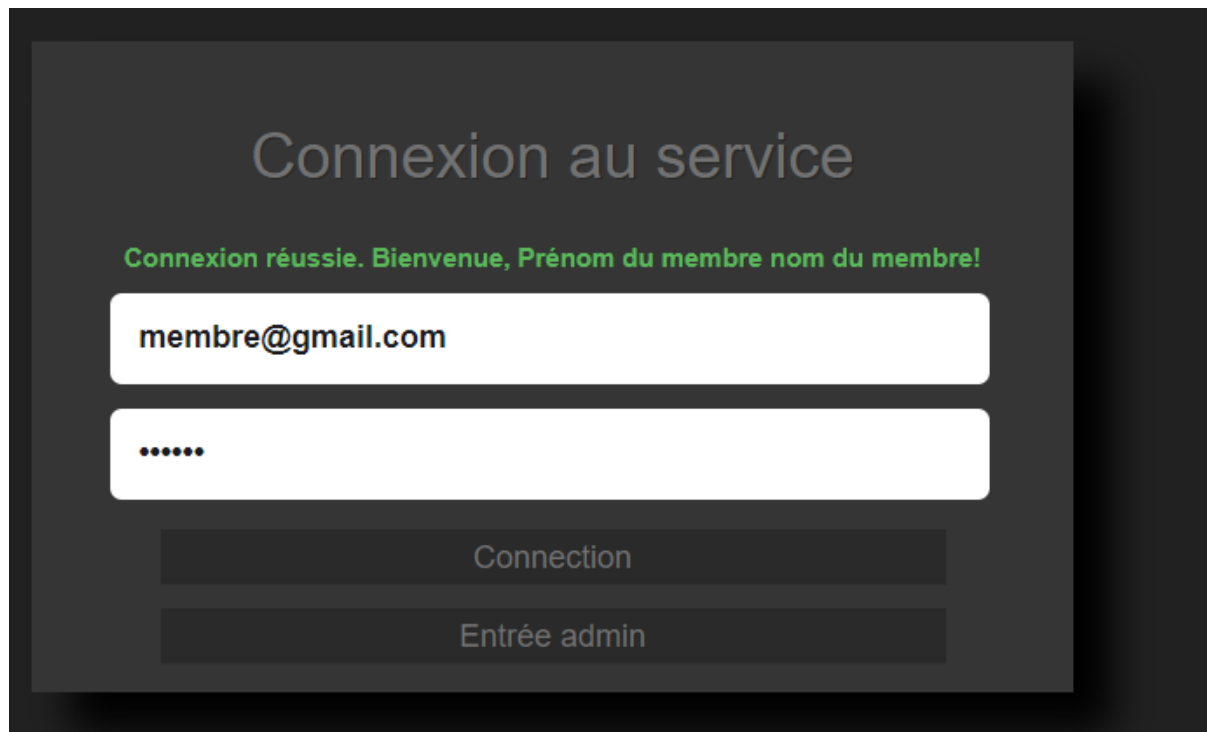 Connexion au service
Connexion réussie. Bienvenue, Prénom du membre nom du membre!
membre@gmail.com
••••••
Connection
Entrée admin